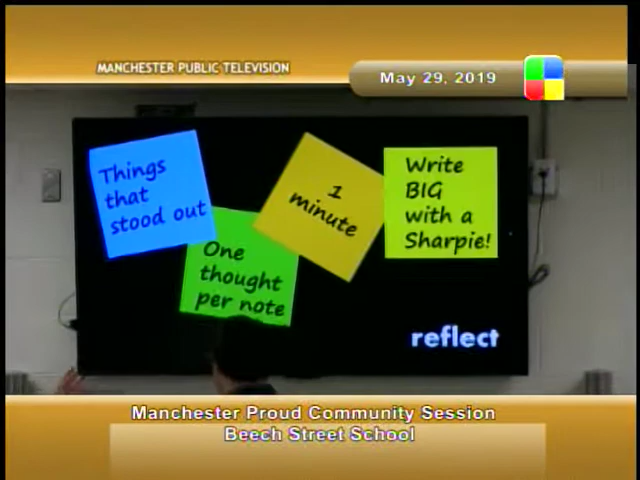 MANCHESTER PUBLIC TELEVISION
May 29, 2019
Things
that
stood out
One
thought
per note
1
minute
Write
BIG
with a
Sharpie!
reflect
Manchester Proud Community Session
Beech Street School